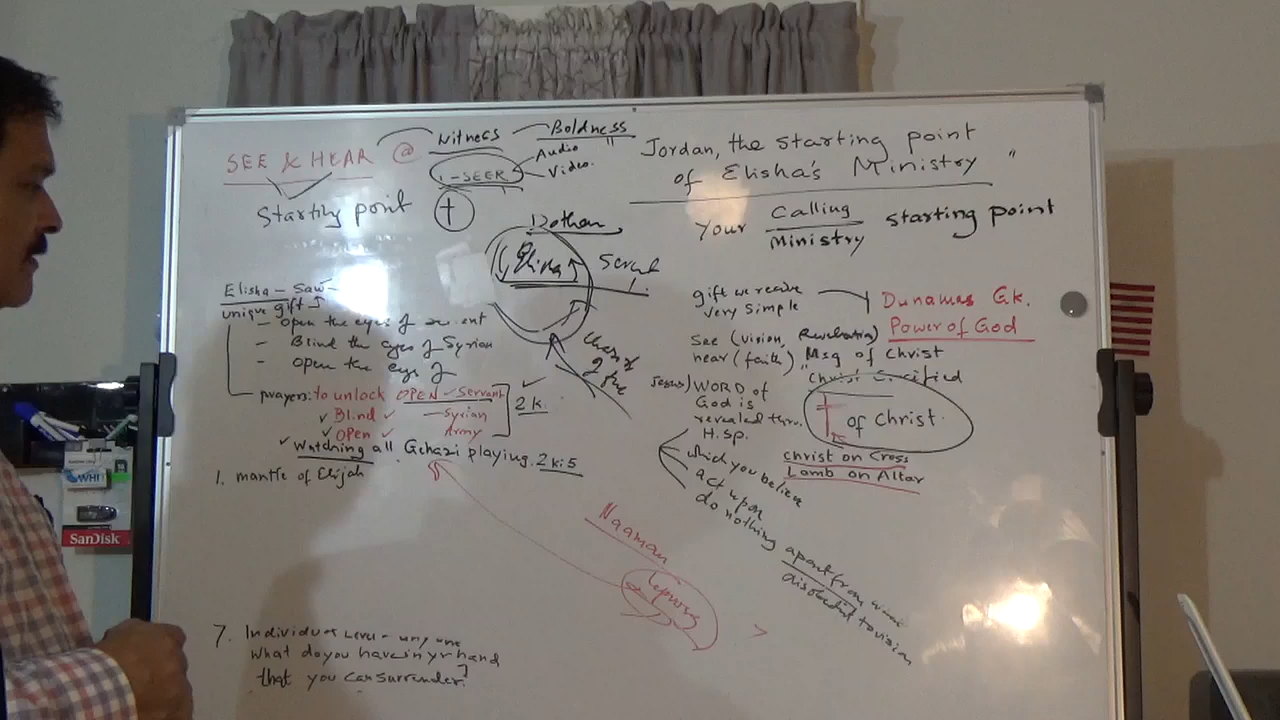 SEE & HEAR @ Witness Boldness
I-SEEK Audio "
Video.
Starting point
Jordan, the starting point
of Elisha's Ministry "
Your Calling starting point
Ministry
Dothan
Elisha
Elisha - Saw
unique gift
- Open the eyes of
- Blind the eyes of Syrian
- Open the eye of
prayers: to unlock OPEN ✓ Servant
✓ Blind ✓ - Syrian
✓ OPen ✓ Army
2 k.
✓ Watching all Gehazi playing. 2 ki:5
1. mantle of Elijah
7. Individual Level - any one
What do you have in yr hand
that you can surrender?
gift we receive
very Simple
Dunamas Gk.
Power of God
see (vision, Revelation)
hear (faith) Msg of Christ
"Christ Crucified
Jesus) WORD of
God is
revealed thru.
H.Sp.
of Christ.
christ on Cross
Lamb on Altar
which you believe
act upon
do nothing apart from
disobedient to vision
Naaman
leprosy
SanDisk